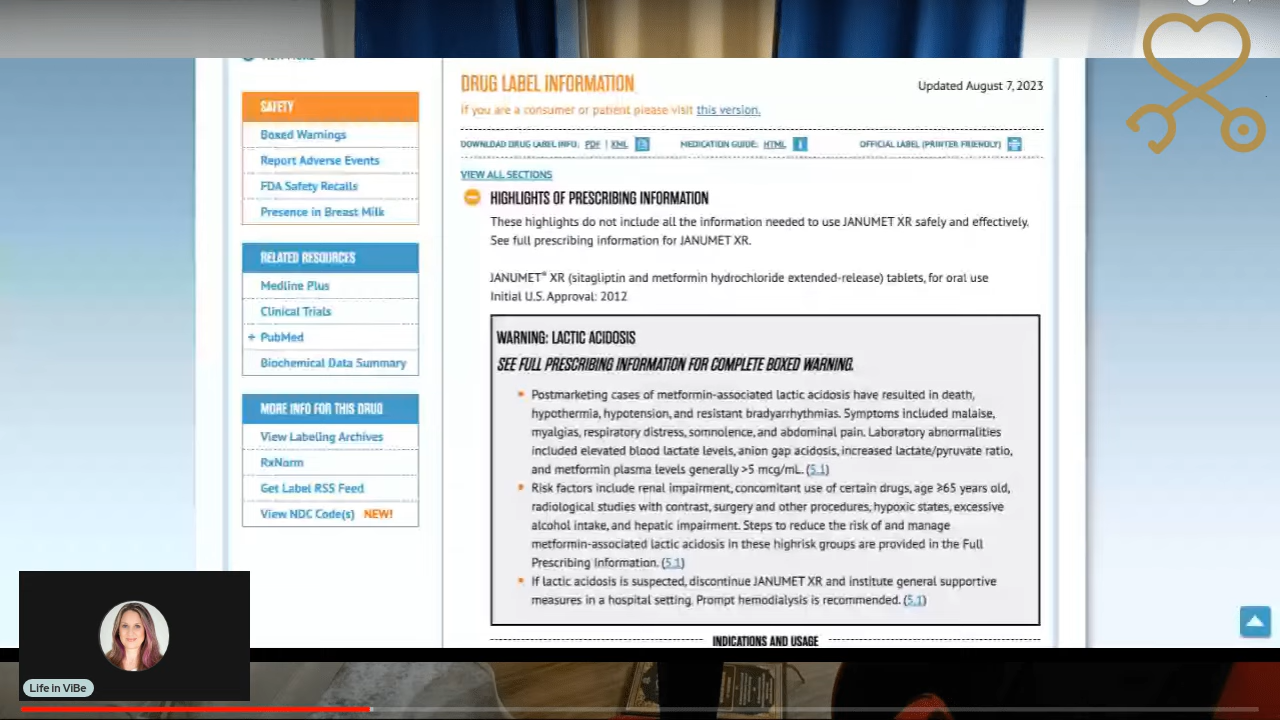 SAFETY
Boxed Warnings
Report Adverse Events
FDA Safety Recalls
Presence in Breast Milk
RELATED RESOURCES
Medline Plus
Clinical Trials
+ PubMed
Biochemical Data Summary
MORE INFO FOR THIS DRUG
View Labeling Archives
RxNorm
Get Label RSS Feed
View NDC Code(s) NEW!
DRUG LABEL INFORMATION
Updated August 7, 2023
If you are a consumer or patient please visit this version.
DOWNLOAD DRUG LABEL INFO: PDF | XML
MEDICATION GUIDE: HTML
OFFICIAL LABEL (PRINTER FRIENDLY)
VIEW ALL SECTIONS
HIGHLIGHTS OF PRESCRIBING INFORMATION
These highlights do not include all the information needed to use JANUMET XR safely and effectively.
See full prescribing information for JANUMET XR.
JANUMET® XR (sitagliptin and metformin hydrochloride extended-release) tablets, for oral use
Initial U.S. Approval: 2012
WARNING: LACTIC ACIDOSIS
SEE FULL PRESCRIBING INFORMATION FOR COMPLETE BOXED WARNING.
Postmarketing cases of metformin-associated lactic acidosis have resulted in death,
hypothermia, hypotension, and resistant bradyarrhythmias. Symptoms included malaise,
myalgias, respiratory distress, somnolence, and abdominal pain. Laboratory abnormalities
included elevated blood lactate levels, anion gap acidosis, increased lactate/pyruvate ratio,
and metformin plasma levels generally >5 mcg/mL. (5.1)
Risk factors include renal impairment, concomitant use of certain drugs, age ≥65 years old,
radiological studies with contrast, surgery and other procedures, hypoxic states, excessive
alcohol intake, and hepatic impairment. Steps to reduce the risk of and manage
metformin-associated lactic acidosis in these highrisk groups are provided in the Full
Prescribing Information. (5.1)
If lactic acidosis is suspected, discontinue JANUMET XR and institute general supportive
measures in a hospital setting. Prompt hemodialysis is recommended. (5.1)
INDICATIONS AND USAGE
Life in ViBe